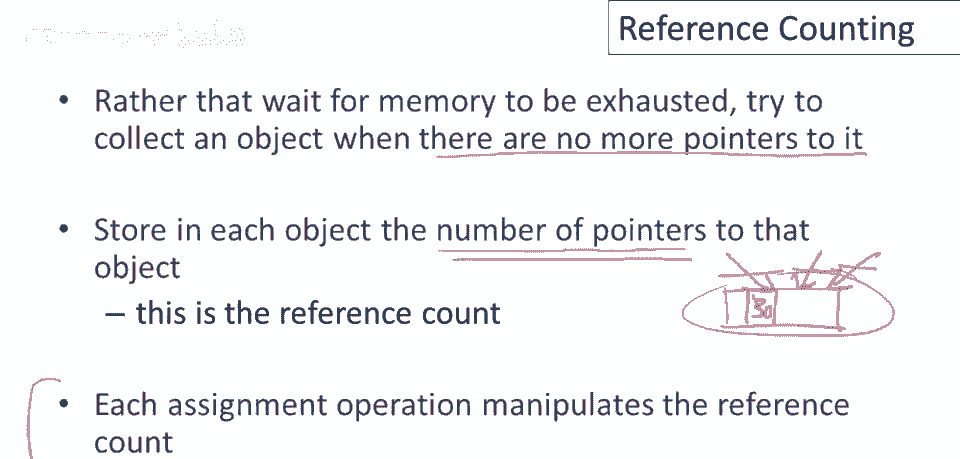 Reference Counting
• Rather that wait for memory to be exhausted, try to
collect an object when there are no more pointers to it
• Store in each object the number of pointers to that
object
– this is the reference count
• Each assignment operation manipulates the reference
count